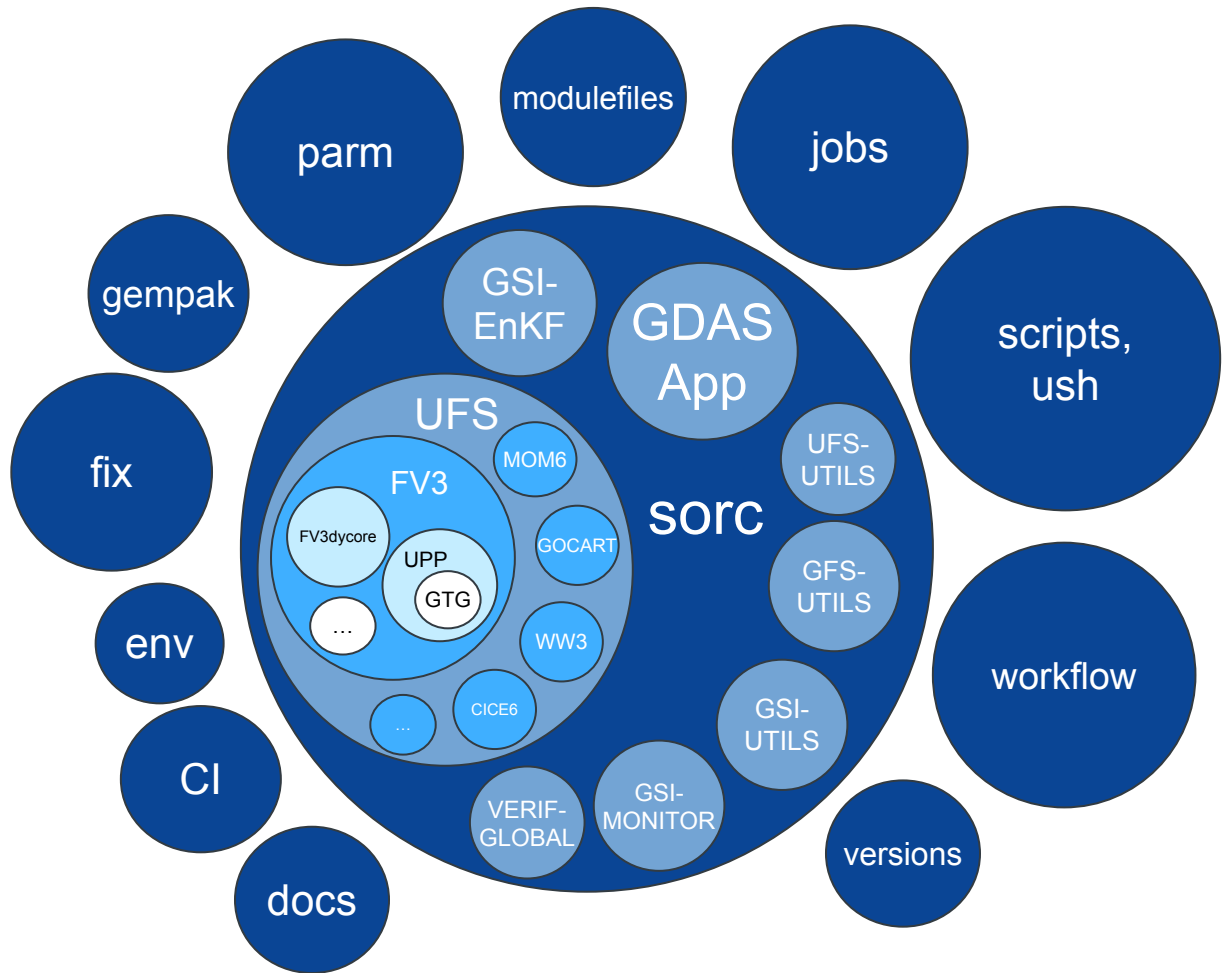 modulefiles
parm
jobs
gempak
GSI-
EnKF
GDAS
App
scripts,
ush
UFS
fix
MOM6
UFS-
UTILS
FV3
sorc
FV3dycore
GOCART
UPP
GTG
GFS-
UTILS
...
WW3
env
workflow
CICE6
...
GSI-
UTILS
CI
VERIF-
GLOBAL
GSI-
MONITOR
versions
docs